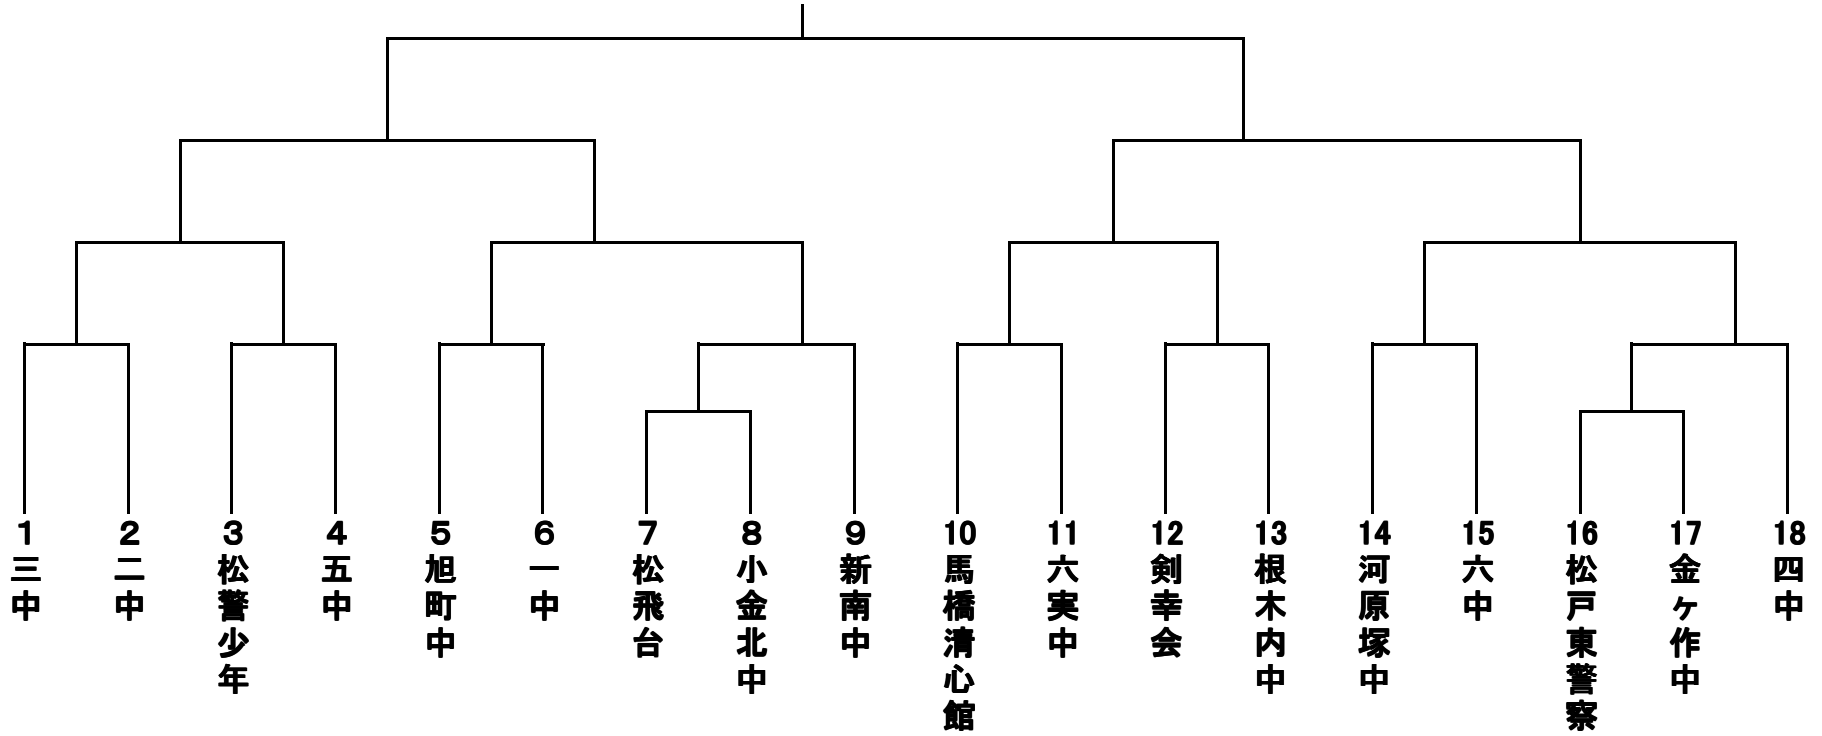 1 三中
2 二中
3 松警少年
4 五中
5 旭町中
6 一中
7 松飛台
8 小金北中
9 新南中
10 馬橋清心館
11 六実中
12 剣幸会
13 根木内中
14 河原塚中
15 六中
16 松戸東警察
17 金ヶ作中
18 四中